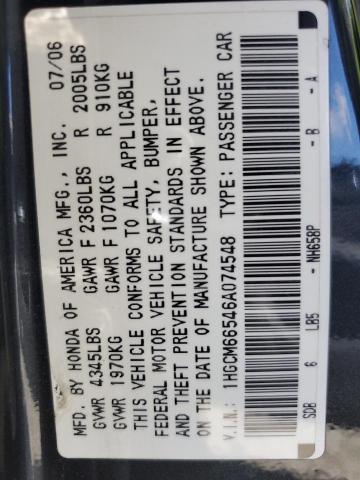 MFD. BY HONDA OF AMERICA MFG., INC. 07/06
GVWR 4345LBS GAWR F 2360LBS R 2005LBS
GVWR 1970KG GAWR F 1070KG R 910KG
THIS VEHICLE CONFORMS TO ALL APPLICABLE
FEDERAL MOTOR VEHICLE SAFETY, BUMPER,
AND THEFT PREVENTION STANDARDS IN EFFECT
ON THE DATE OF MANUFACTURE SHOWN ABOVE.
V.I.N.: 1HGCM66546A074548 TYPE: PASSENGER CAR
SDB 6 LB5 - NH658P - B - A